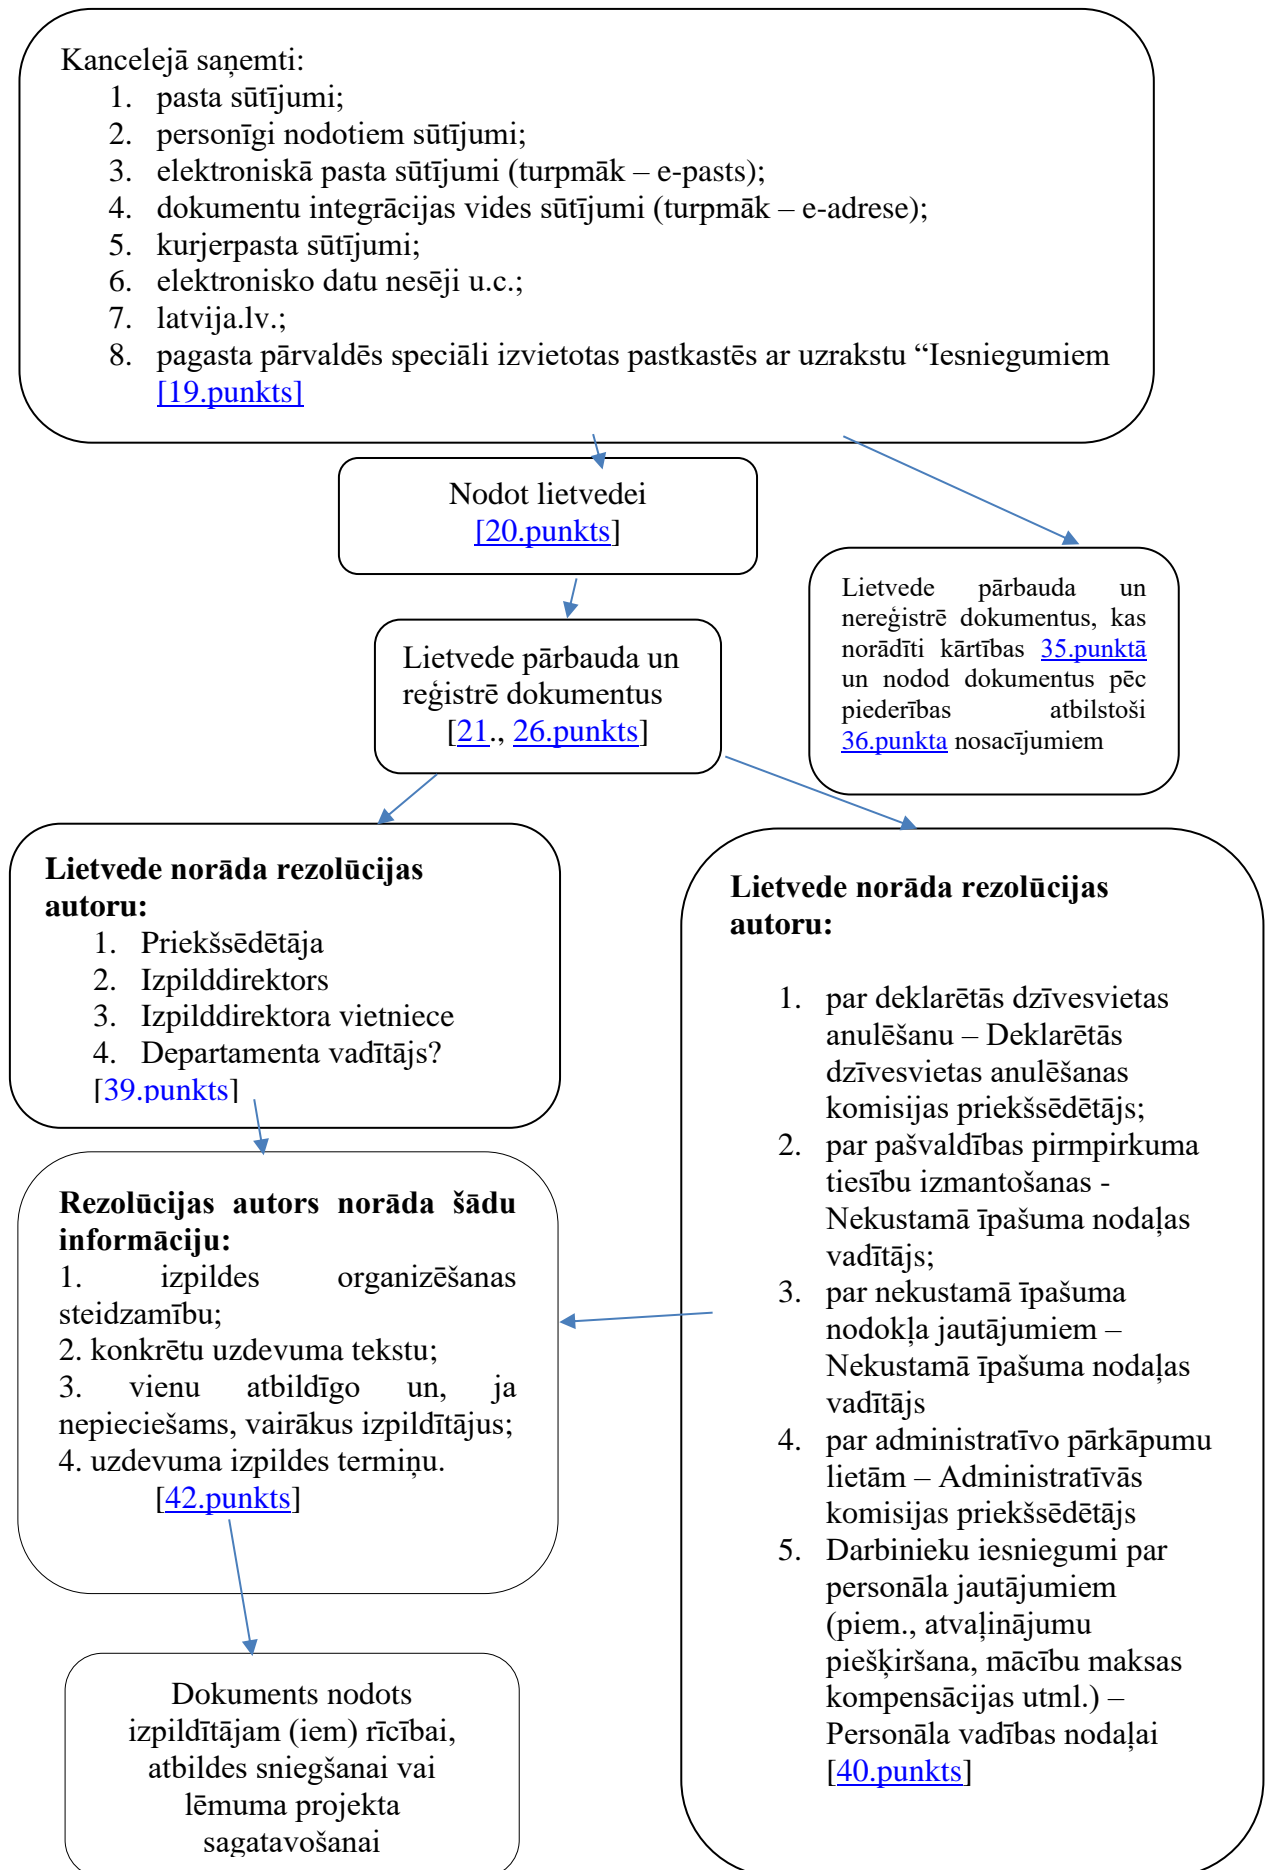 Kancelejā saņemti:
1. pasta sūtījumi;
2. personīgi nodotiem sūtījumi;
3. elektroniskā pasta sūtījumi (turpmāk – e-pasts);
4. dokumentu integrācijas vides sūtījumi (turpmāk – e-adrese);
5. kurjerpasta sūtījumi;
6. elektronisko datu nesēji u.c.;
7. latvija.lv.;
8. pagasta pārvaldēs speciāli izvietotas pastkastēs ar uzrakstu “Iesniegumiem
[19.punkts]
Nodot lietvedei
[20.punkts]
Lietvede pārbauda un
nereģistrē dokumentus, kas
norādīti kārtības 35.punktā
un nodod dokumentus pēc
piederības atbilstoši
36.punkta nosacījumiem
Lietvede pārbauda un
reģistrē dokumentus
[21., 26.punkts]
Lietvede norāda rezolūcijas
autoru:
1. Priekšsēdētāja
2. Izpilddirektors
3. Izpilddirektora vietniece
4. Departamenta vadītājs?
[39.punkts]
Lietvede norāda rezolūcijas
autoru:
1. par deklarētās dzīvesvietas
anulēšanu – Deklarētās
dzīvesvietas anulēšanas
komisijas priekšsēdētājs;
2. par pašvaldības pirmpirkuma
tiesību izmantošanas -
Nekustamā īpašuma nodaļas
vadītājs;
3. par nekustamā īpašuma
nodokļa jautājumiem –
Nekustamā īpašuma nodaļas
vadītājs
4. par administratīvo pārkāpumu
lietām – Administratīvās
komisijas priekšsēdētājs
5. Darbinieku iesniegumi par
personāla jautājumiem
(piem., atvaļinājumu
piešķiršana, mācību maksas
kompensācijas utml.) –
Personāla vadības nodaļai
[40.punkts]
Rezolūcijas autors norāda šādu
informāciju:
1. izpildes organizēšanas
steidzamību;
2. konkrētu uzdevuma tekstu;
3. vienu atbildīgo un, ja
nepieciešams, vairākus izpildītājus;
4. uzdevuma izpildes termiņu.
[42.punkts]
Dokuments nodots
izpildītājam (iem) rīcībai,
atbildes sniegšanai vai
lēmuma projekta
sagatavošanai